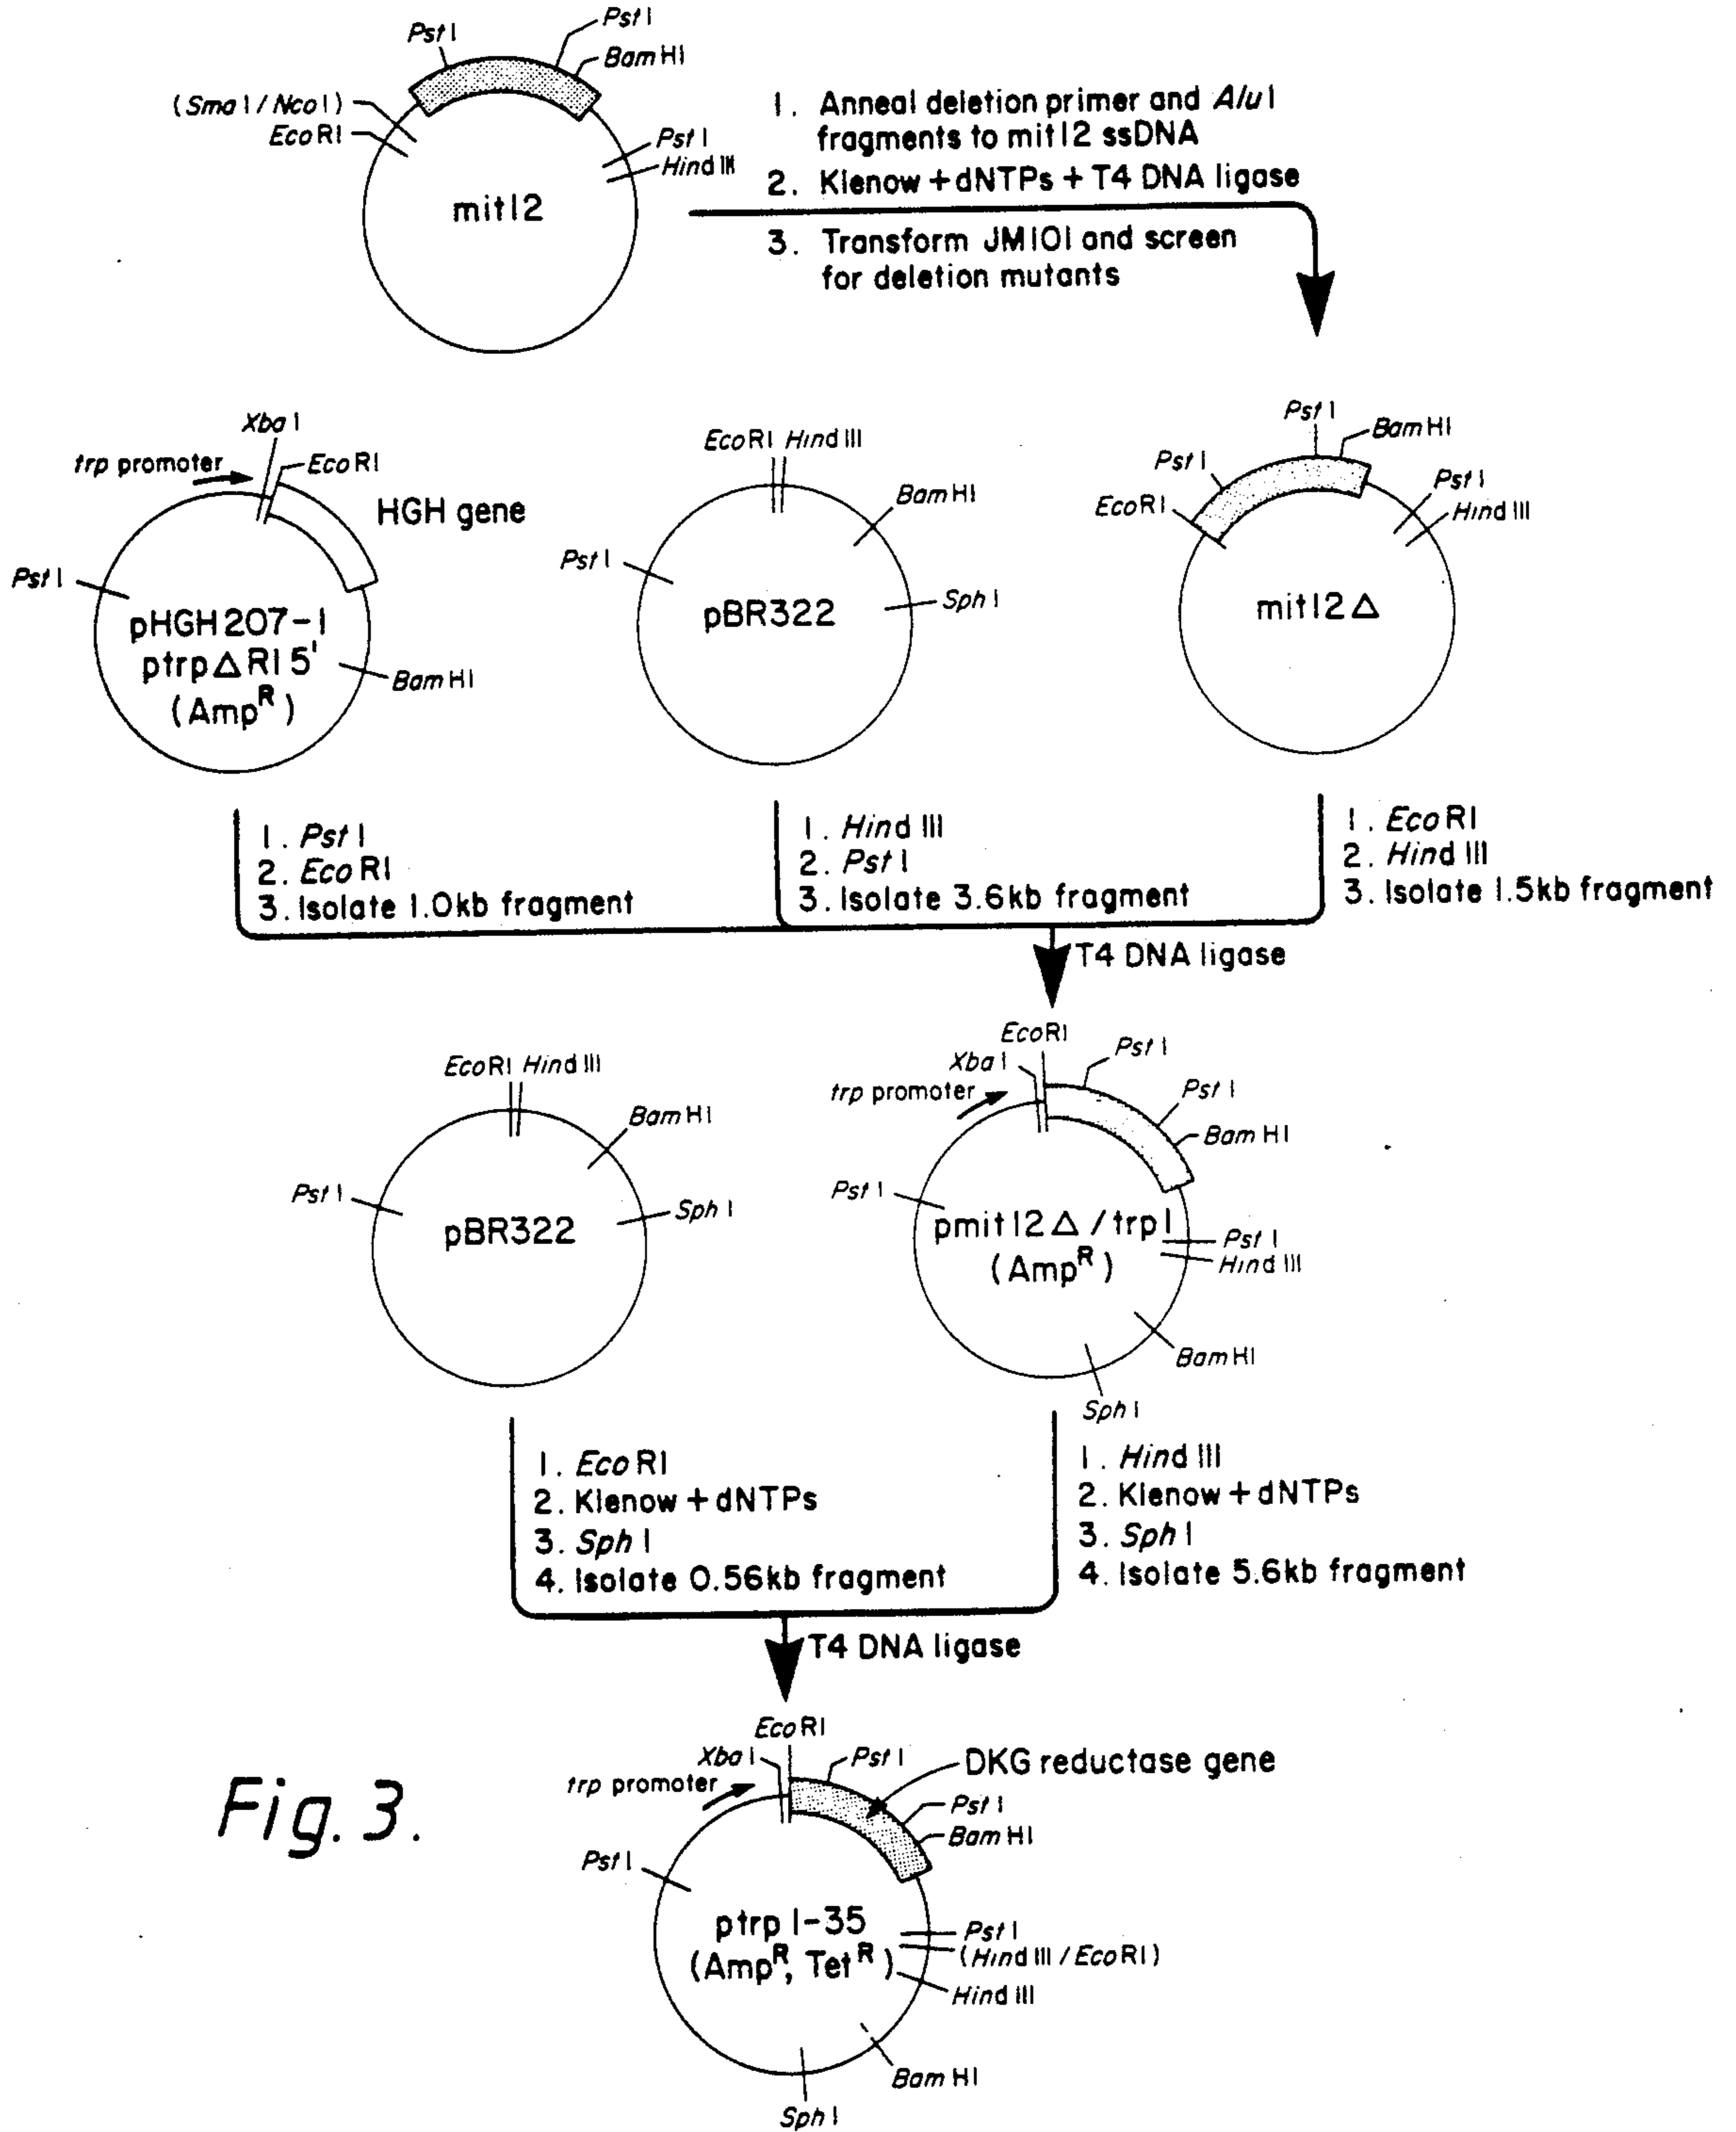 Pst I
Pst I
Bam HI
(Sma I / Nco I)
Eco RI
Pst I
Hind III
mit12
1. Anneal deletion primer and Alu I
fragments to mit12 ssDNA
2. Klenow + dNTPs + T4 DNA ligase
3. Transform JM101 and screen
for deletion mutants
Xba I
trp promoter
Eco RI
HGH gene
Pst I
pHGH207-1
ptrp△RI 5'
(Amp^R)
Bam HI
Eco RI Hind III
Bam HI
Pst I
Sph I
pBR322
Pst I
Bam HI
Pst I
Eco RI
Pst I
Hind III
mit12△
1. Pst I
2. Eco RI
3. Isolate 1.0kb fragment
1. Hind III
2. Pst I
3. Isolate 3.6kb fragment
1. Eco RI
2. Hind III
3. Isolate 1.5kb fragment
T4 DNA ligase
Eco RI Hind III
Bam HI
Pst I
Sph I
pBR322
Eco RI
Xba I
trp promoter
Pst I
Pst I
Bam HI
Pst I
pmit12△/trp1
(Amp^R)
Pst I
Hind III
Bam HI
Sph I
1. Eco RI
2. Klenow + dNTPs
3. Sph I
4. Isolate 0.56kb fragment
1. Hind III
2. Klenow + dNTPs
3. Sph I
4. Isolate 5.6kb fragment
T4 DNA ligase
Eco RI
Xba I
trp promoter
Pst I
DKG reductase gene
Pst I
Bam HI
Pst I
ptrp 1-35
(Amp^R, Tet^R)
Pst I
(Hind III / Eco RI)
Hind III
Bam HI
Sph I
Fig. 3.